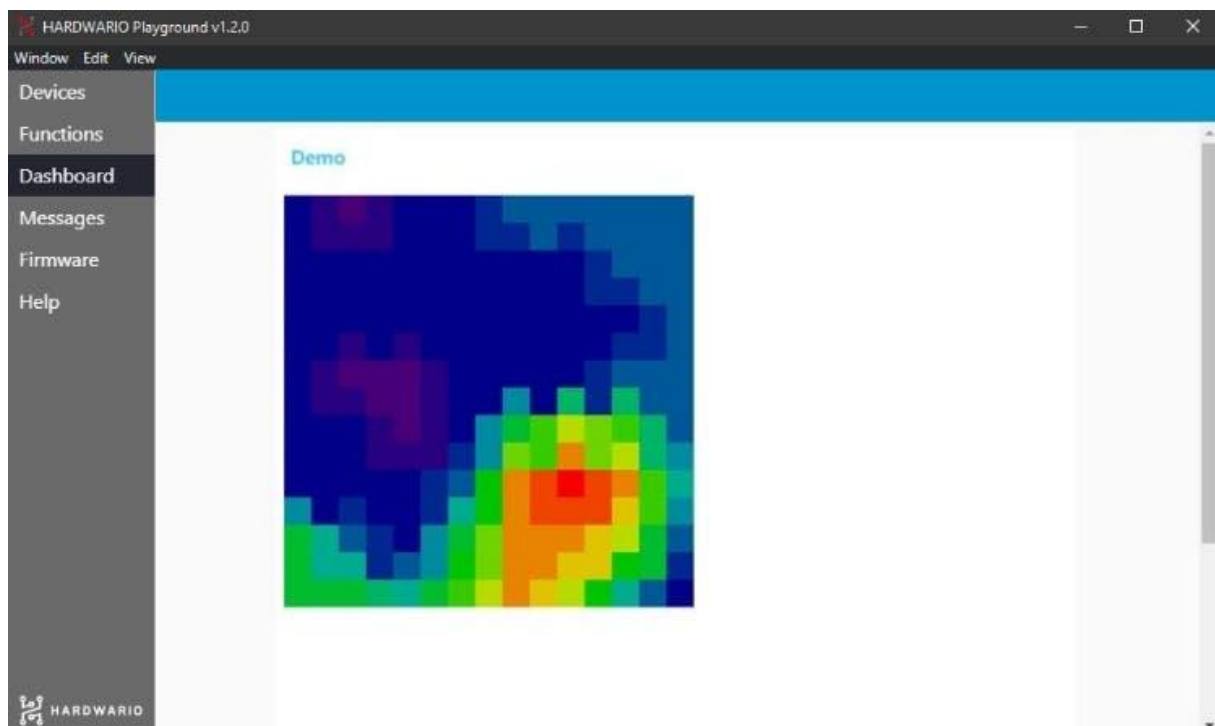 HARDWARIO Playground v1.2.0
Window Edit View
Devices
Functions
Dashboard
Messages
Firmware
Help
Demo
HARDWARIO